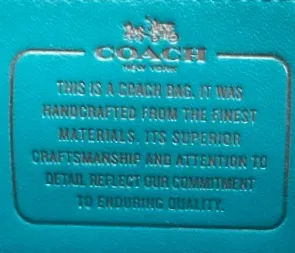 COACH
NEW YORK
THIS IS A COACH BAG. IT WAS
HANDCRAFTED FROM THE FINEST
MATERIALS. ITS SUPERIOR
CRAFTSMANSHIP AND ATTENTION TO
DETAIL REFLECT OUR COMMITMENT
TO ENDURING QUALITY.